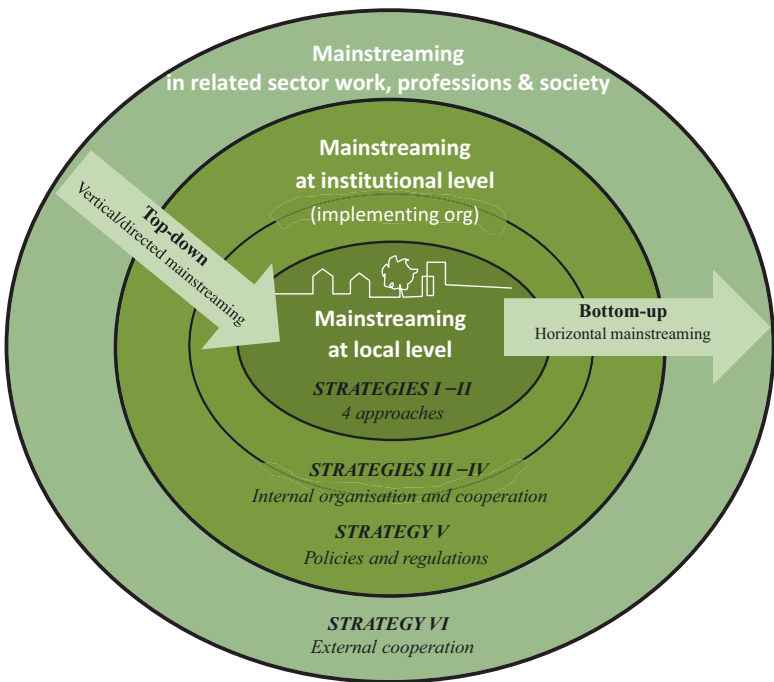 Mainstreaming
in related sector work, professions & society
Mainstreaming
at institutional level
(implementing org)
Top-down
Vertical/directed mainstreaming
Mainstreaming
at local level
Bottom-up
Horizontal mainstreaming
STRATEGIES I –II
4 approaches
STRATEGIES III –IV
Internal organisation and cooperation
STRATEGY V
Policies and regulations
STRATEGY VI
External cooperation